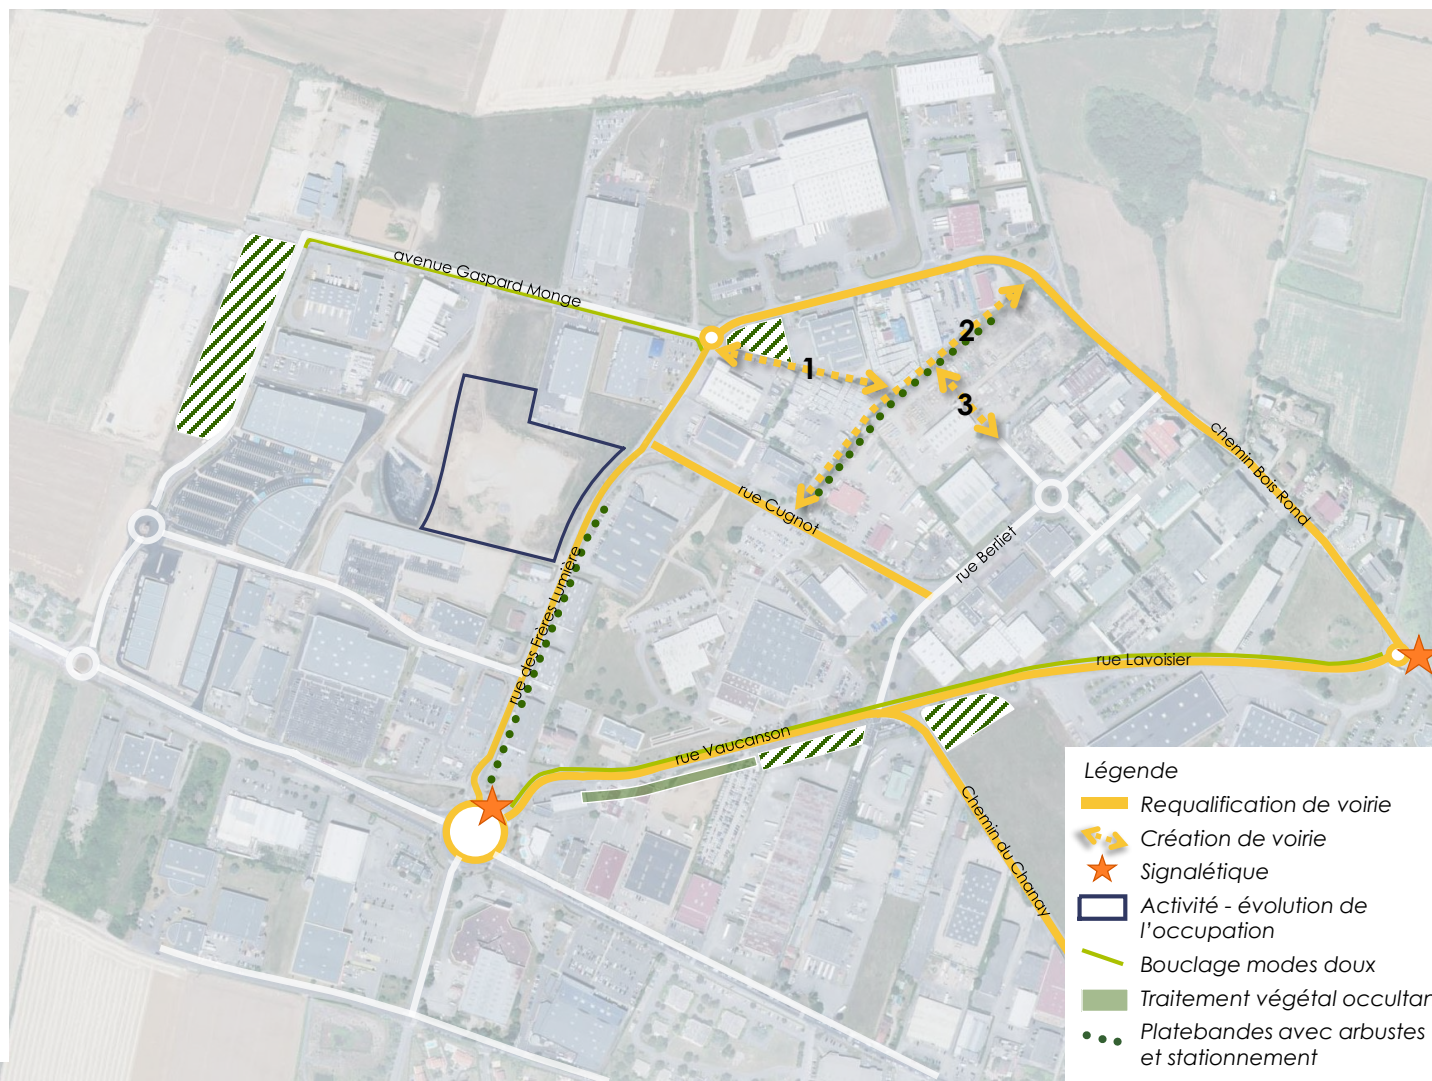 avenue Gaspard Monge
1
2
3
chemin Bois Rond
rue Cugnot
rue Berliet
rue des Frères Lumière
rue Lavoisier
rue Vaucanson
Chemin du Chanay
Légende
Requalification de voirie
Création de voirie
Signalétique
Activité - évolution de
l'occupation
Bouclage modes doux
Traitement végétal occultan
Platebandes avec arbustes
et stationnement